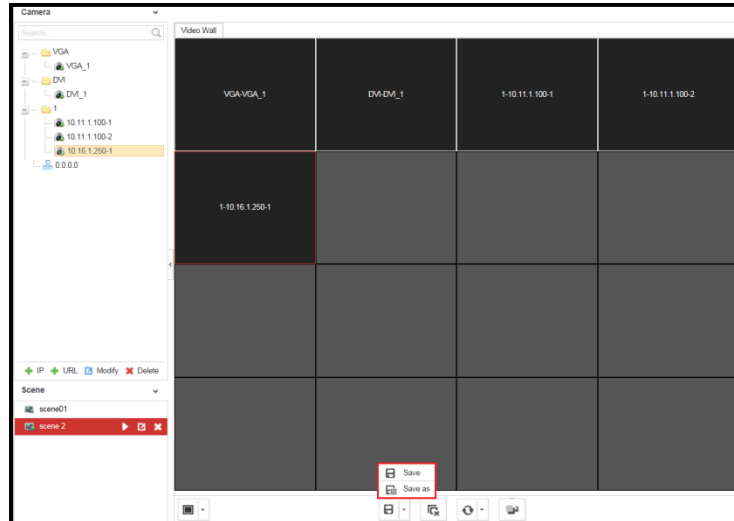 Camera
Search...
VGA
VGA_1
DVI
DVI_1
1
10.11.1.100-1
10.11.1.100-2
10.16.1.250-1
0.0.0.0
IP URL Modify Delete
Scene
scene01
scene 2
Video Wall
VGA-VGA_1 DVI-DVI_1 1-10.11.1.100-1 1-10.11.1.100-2
1-10.16.1.250-1
Save
Save as